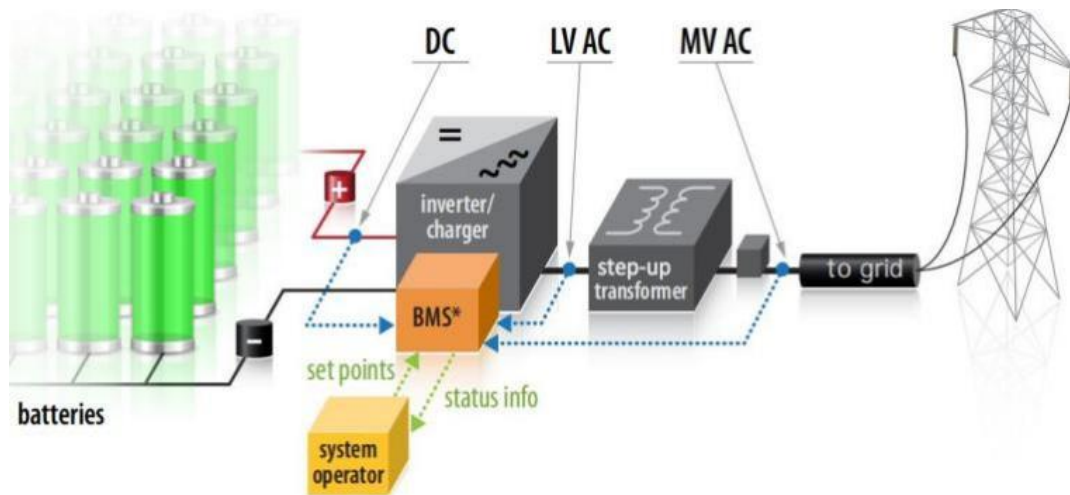 DC
LV AC
MV AC
=
+
inverter/
charger
step-up
transformer
to grid
BMS*
-
set points
status info
batteries
system
operator